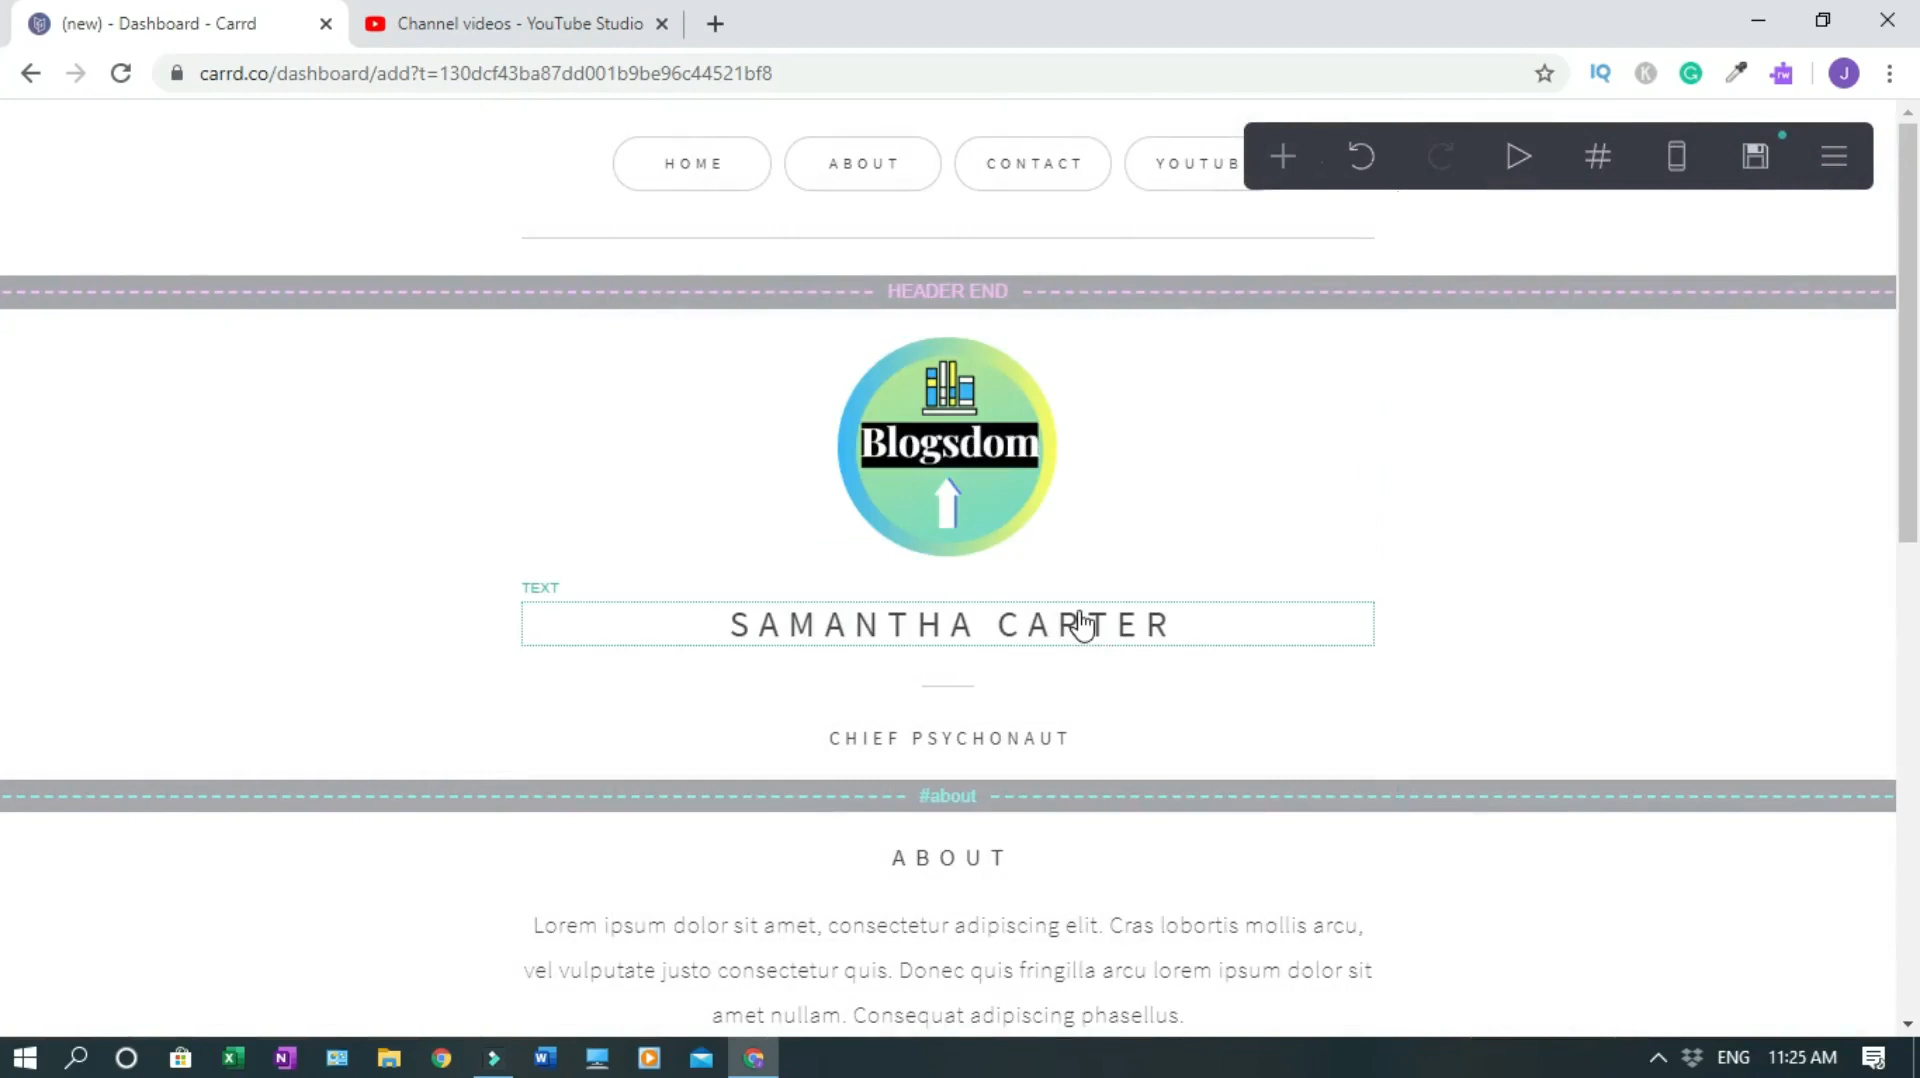 (new) - Dashboard - Carrd
Channel videos - YouTube Studio
carrd.co/dashboard/add?t=130dcf43ba87dd001b9be96c44521bf8
IQ
K
G
rw
J
HOME
ABOUT
CONTACT
YOUTUB
HEADER END
Blogsdom
TEXT
SAMANTHA CARTER
CHIEF PSYCHONAUT
#about
ABOUT
Lorem ipsum dolor sit amet, consectetur adipiscing elit. Cras lobortis mollis arcu,
vel vulputate justo consectetur quis. Donec quis fringilla arcu lorem ipsum dolor sit
amet nullam. Consequat adipiscing phasellus.
ENG
11:25 AM